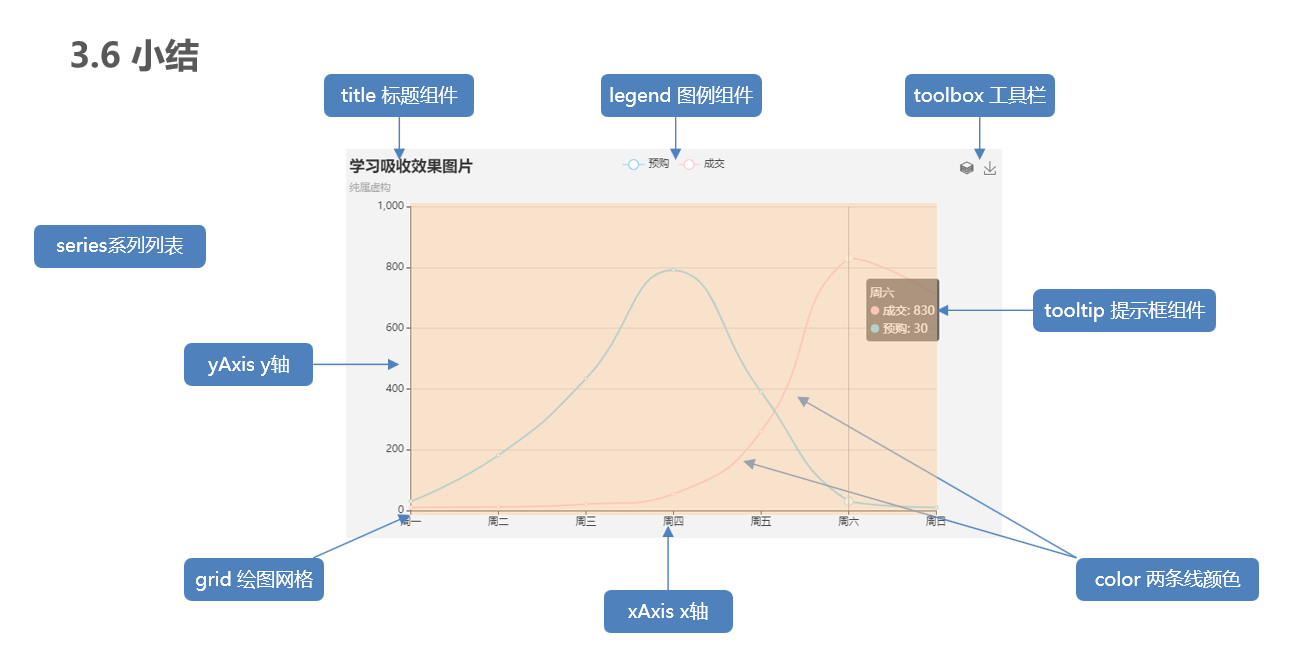 3.6 小结
title 标题组件
legend 图例组件
toolbox 工具栏
学习吸收效果图片
预购
成交
纯属虚构
1,000
series系列列表
800
周六
成交: 830
预购: 30
tooltip 提示框组件
600
yAxis y轴
400
200
0
周一
周二
周三
周四
周五
周六
周日
grid 绘图网格
color 两条线颜色
xAxis x轴